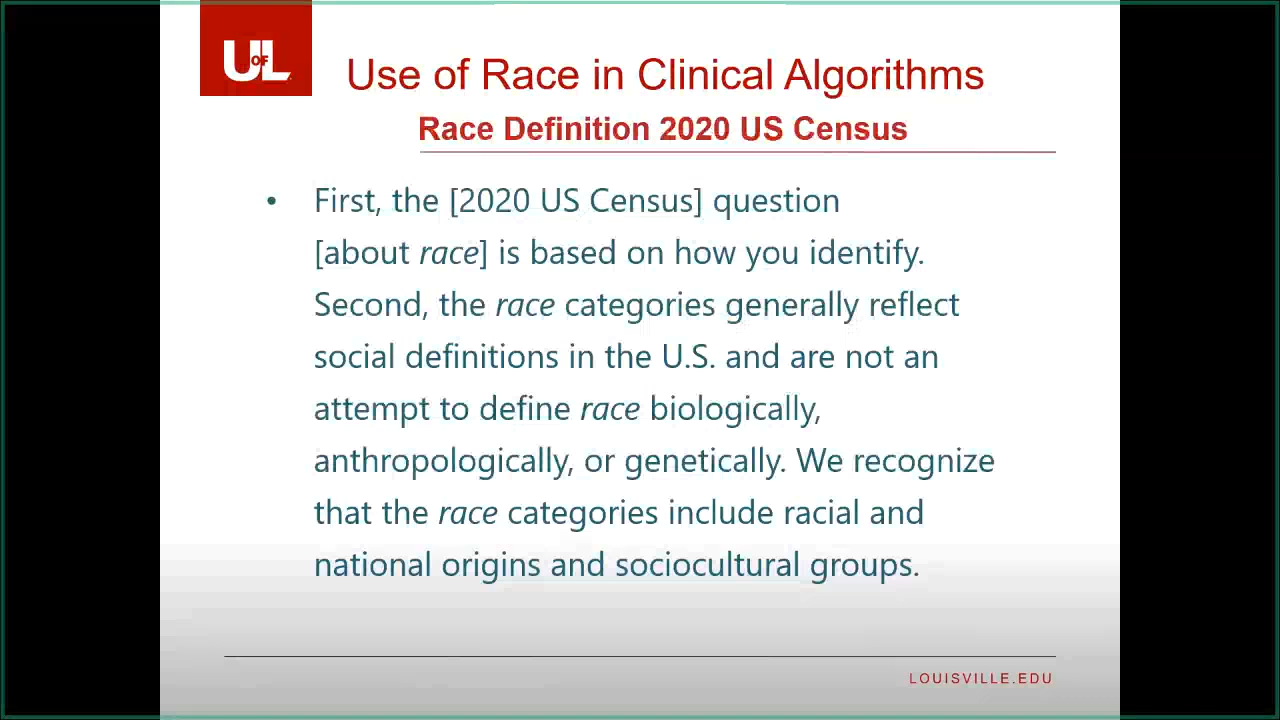 UofL
Use of Race in Clinical Algorithms
Race Definition 2020 US Census
• First, the [2020 US Census] question
[about race] is based on how you identify.
Second, the race categories generally reflect
social definitions in the U.S. and are not an
attempt to define race biologically,
anthropologically, or genetically. We recognize
that the race categories include racial and
national origins and sociocultural groups.
LOUISVILLE.EDU